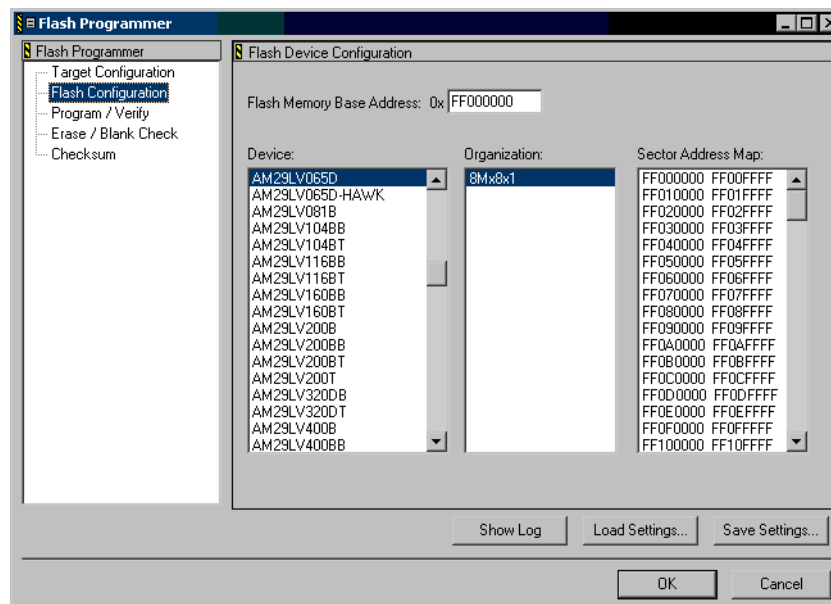 Flash Programmer
Flash Programmer
Target Configuration
Flash Configuration
Program / Verify
Erase / Blank Check
Checksum
Flash Device Configuration
Flash Memory Base Address: 0x FF000000
Device:
AM29LV065D
AM29LV065D-HAWK
AM29LV081B
AM29LV104BB
AM29LV104BT
AM29LV116BB
AM29LV116BT
AM29LV160BB
AM29LV160BT
AM29LV200B
AM29LV200BB
AM29LV200BT
AM29LV200T
AM29LV320DB
AM29LV320DT
AM29LV400B
AM29LV400BB
Organization:
8Mx8x1
Sector Address Map:
FF000000 FF00FFFF
FF010000 FF01FFFF
FF020000 FF02FFFF
FF030000 FF03FFFF
FF040000 FF04FFFF
FF050000 FF05FFFF
FF060000 FF06FFFF
FF070000 FF07FFFF
FF080000 FF08FFFF
FF090000 FF09FFFF
FF0A0000 FF0AFFFF
FF0B0000 FF0BFFFF
FF0C0000 FF0CFFFF
FF0D0000 FF0DFFFF
FF0E0000 FF0EFFFF
FF0F0000 FF0FFFFF
FF100000 FF10FFFF
Show Log
Load Settings...
Save Settings...
OK
Cancel